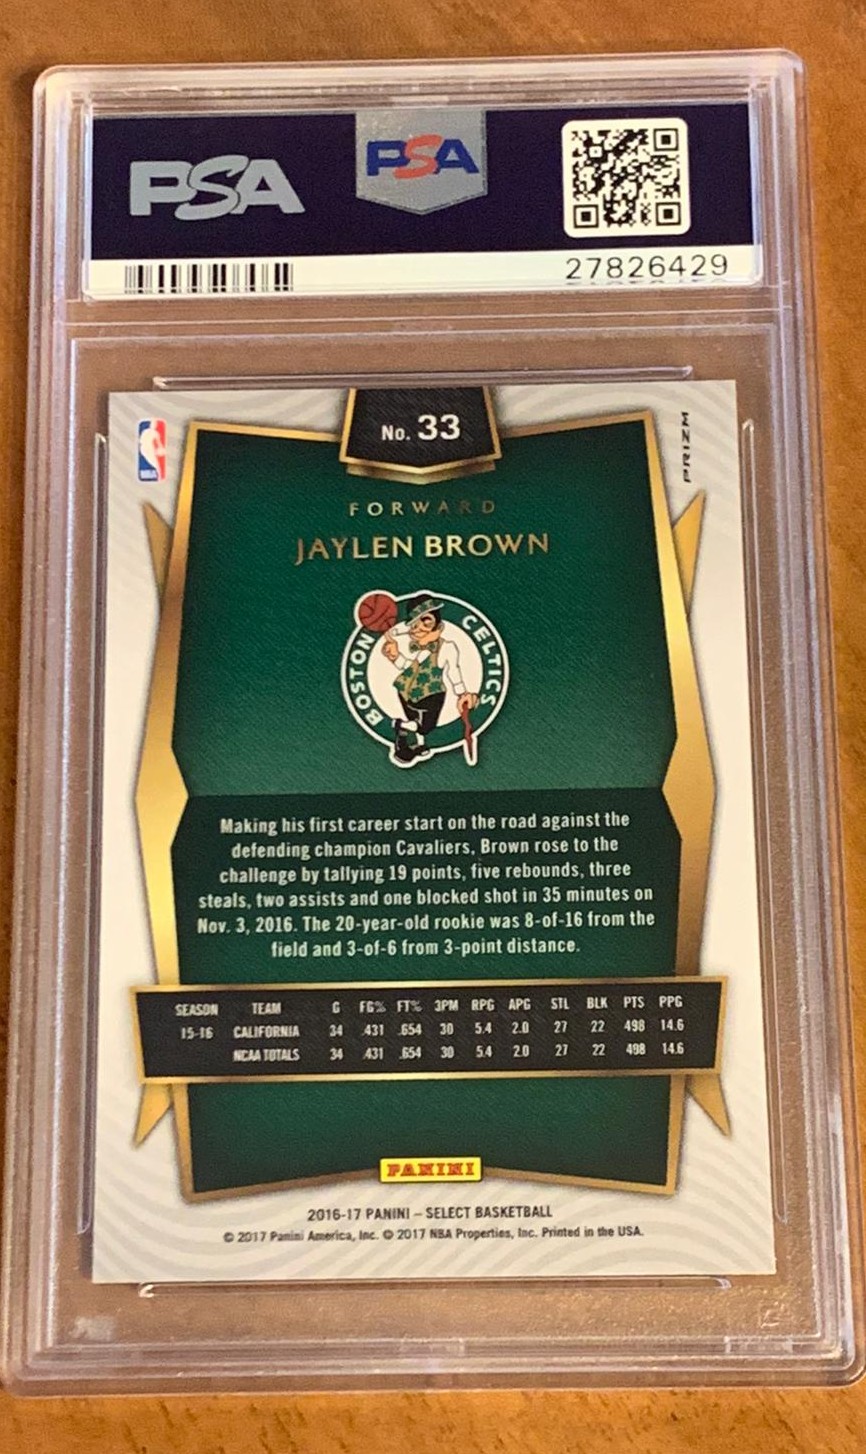 PSA
PSA
27826429
No. 33
NBA
PRIZM
FORWARD
JAYLEN BROWN
BOSTON CELTICS
Making his first career start on the road against the
defending champion Cavaliers, Brown rose to the
challenge by tallying 19 points, five rebounds, three
steals, two assists and one blocked shot in 35 minutes on
Nov. 3, 2016. The 20-year-old rookie was 8-of-16 from the
field and 3-of-6 from 3-point distance.
SEASON TEAM G FG% FT% 3PM RPG APG STL BLK PTS PPG
15-16 CALIFORNIA 34 .431 .654 30 5.4 2.0 27 22 498 14.6
NCAA TOTALS 34 .431 .654 30 5.4 2.0 27 22 498 14.6
PANINI
2016-17 PANINI – SELECT BASKETBALL
© 2017 Panini America, Inc. © 2017 NBA Properties, Inc. Printed in the USA.